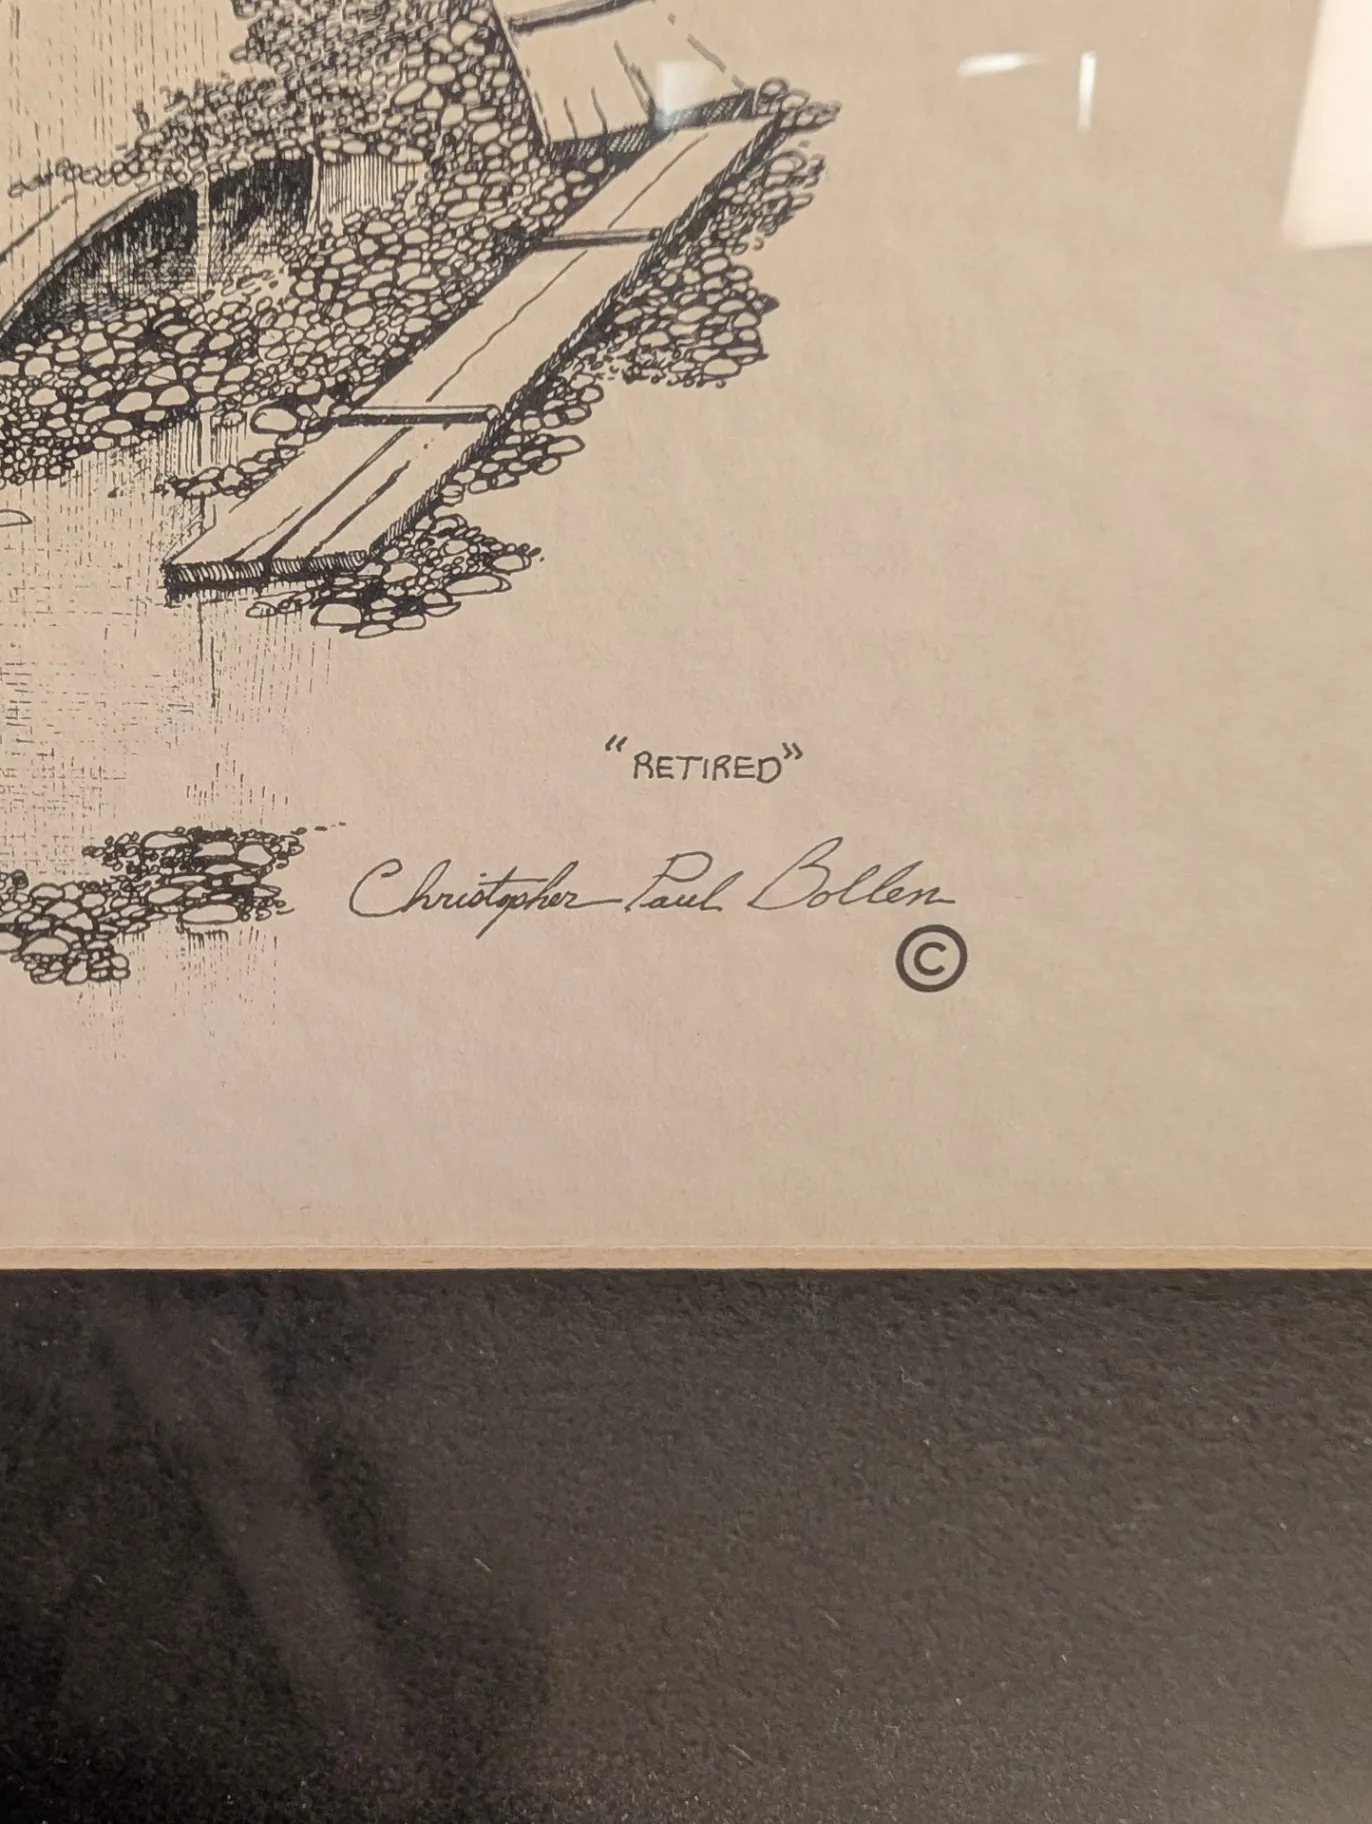 “RETIRED”
Christopher Paul Bollen
©